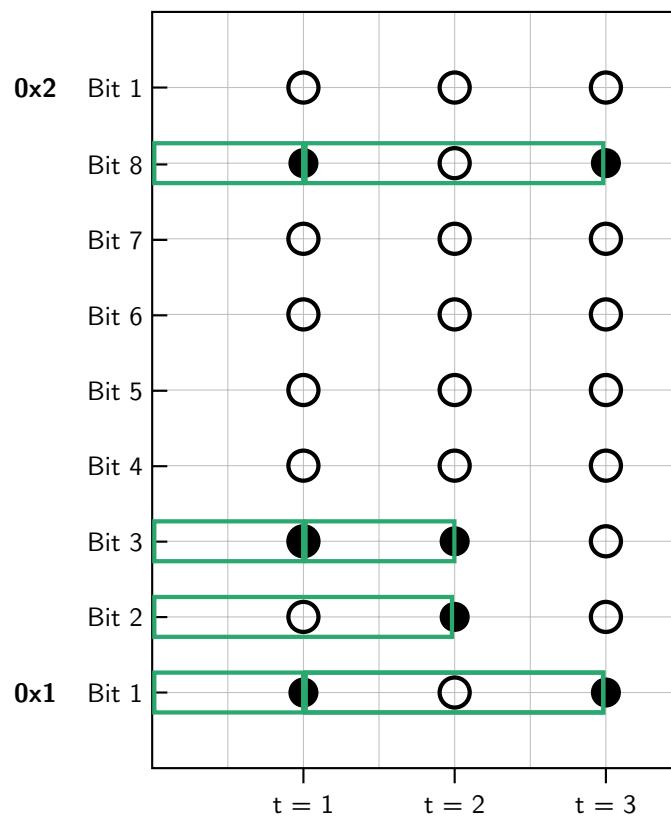 0x2 Bit 1
Bit 8
Bit 7
Bit 6
Bit 5
Bit 4
Bit 3
Bit 2
0x1 Bit 1
t = 1 t = 2 t = 3